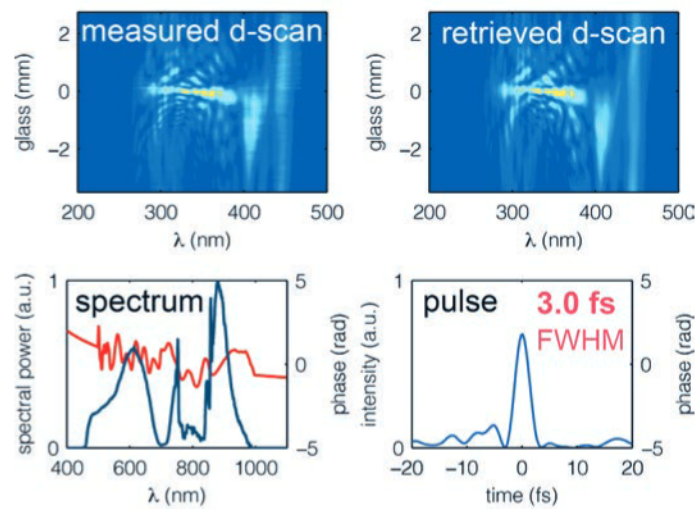 measured d-scan
glass (mm)
2
0
-2
200
300
400
500
λ (nm)
retrieved d-scan
glass (mm)
2
0
-2
200
300
400
500
λ (nm)
spectrum
spectral power (a.u.)
1
0
5
0
-5
phase (rad)
400
600
800
1000
λ (nm)
pulse
3.0 fs
FWHM
intensity (a.u.)
1
0
5
0
-5
phase (rad)
-20
-10
0
10
20
time (fs)